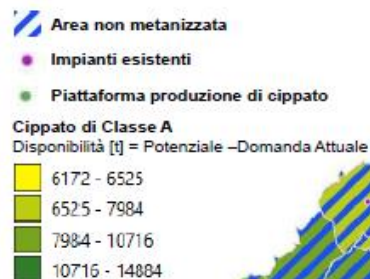 Area non metanizzata
Impianti esistenti
Piattaforma produzione di cippato
Cippato di Classe A
Disponibilità [t] = Potenziale –Domanda Attuale
6172 - 6525
6525 - 7984
7984 - 10716
10716 - 14884